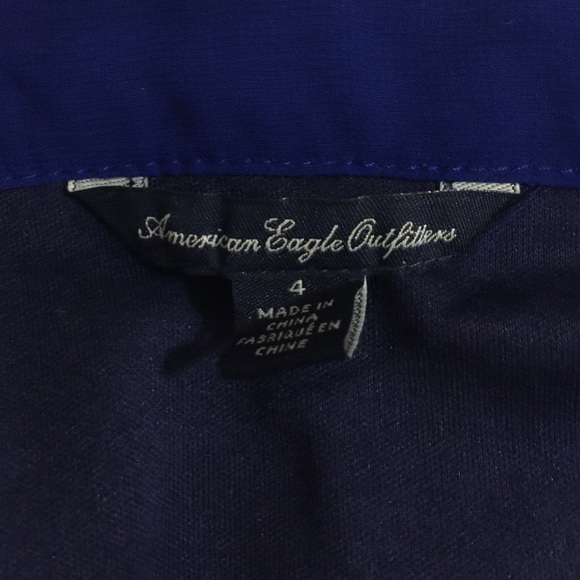 American Eagle Outfitters
4
MADE IN
CHINA
FABRIQUÉ EN
CHINE